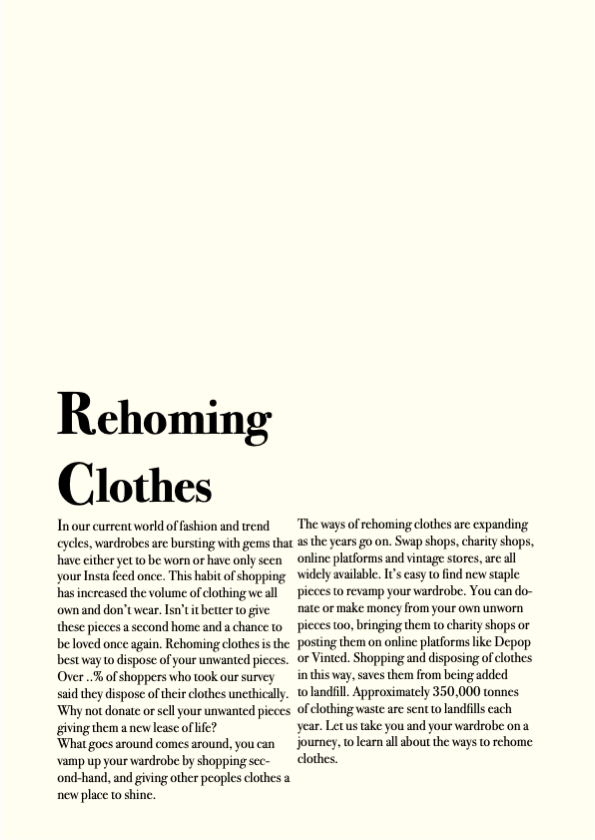 Rehoming
Clothes
In our current world of fashion and trend
cycles, wardrobes are bursting with gems that
have either yet to be worn or have only seen
your Insta feed once. This habit of shopping
has increased the volume of clothing we all
own and don't wear. Isn't it better to give
these pieces a second home and a chance to
be loved once again. Rehoming clothes is the
best way to dispose of your unwanted pieces.
Over ..% of shoppers who took our survey
said they dispose of their clothes unethically.
Why not donate or sell your unwanted pieces
giving them a new lease of life?
What goes around comes around, you can
vamp up your wardrobe by shopping sec-
ond-hand, and giving other peoples clothes a
new place to shine.
The ways of rehoming clothes are expanding
as the years go on. Swap shops, charity shops,
online platforms and vintage stores, are all
widely available. It's easy to find new staple
pieces to revamp your wardrobe. You can do-
nate or make money from your own unworn
pieces too, bringing them to charity shops or
posting them on online platforms like Depop
or Vinted. Shopping and disposing of clothes
in this way, saves them from being added
to landfill. Approximately 350,000 tonnes
of clothing waste are sent to landfills each
year. Let us take you and your wardrobe on a
journey, to learn all about the ways to rehome
clothes.